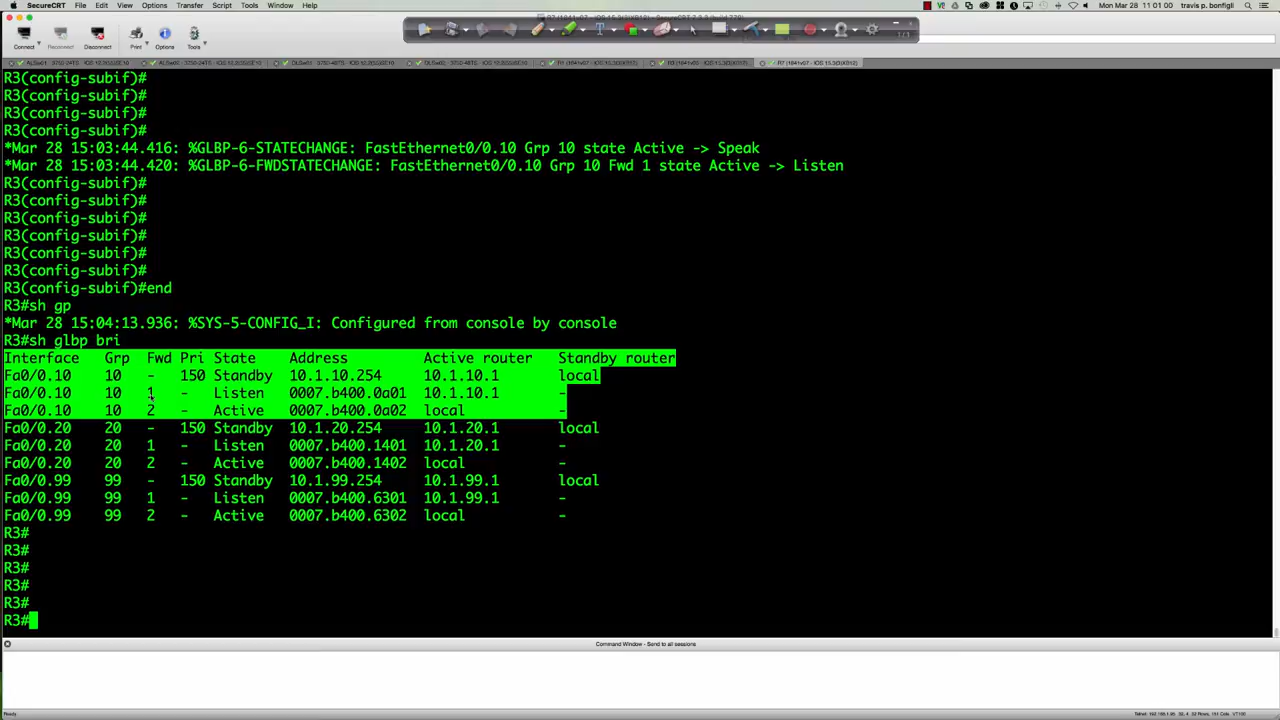 SecureCRT File Edit View Options Transfer Script Tools Window Help Mon Mar 28 11:01:00 travis p. bonfigli
Connect Reconnect Disconnect Print Options Tools
1/1
R3(config-subif)#
R3(config-subif)#
R3(config-subif)#
R3(config-subif)#
*Mar 28 15:03:44.416: %GLBP-6-STATECHANGE: FastEthernet0/0.10 Grp 10 state Active -> Speak
*Mar 28 15:03:44.420: %GLBP-6-FWDSTATECHANGE: FastEthernet0/0.10 Grp 10 Fwd 1 state Active -> Listen
R3(config-subif)#
R3(config-subif)#
R3(config-subif)#
R3(config-subif)#
R3(config-subif)#
R3(config-subif)#
R3(config-subif)#end
R3#sh gp
*Mar 28 15:04:13.936: %SYS-5-CONFIG_I: Configured from console by console
R3#sh glbp bri
Interface Grp Fwd Pri State Address Active router Standby router
Fa0/0.10 10 - 150 Standby 10.1.10.254 10.1.10.1 local
Fa0/0.10 10 1 - Listen 0007.b400.0a01 10.1.10.1 -
Fa0/0.10 10 2 - Active 0007.b400.0a02 local -
Fa0/0.20 20 - 150 Standby 10.1.20.254 10.1.20.1 local
Fa0/0.20 20 1 - Listen 0007.b400.1401 10.1.20.1 -
Fa0/0.20 20 2 - Active 0007.b400.1402 local -
Fa0/0.99 99 - 150 Standby 10.1.99.254 10.1.99.1 local
Fa0/0.99 99 1 - Listen 0007.b400.6301 10.1.99.1 -
Fa0/0.99 99 2 - Active 0007.b400.6302 local -
R3#
R3#
R3#
R3#
R3#
R3#
Command Window - Send to all sessions
Ready